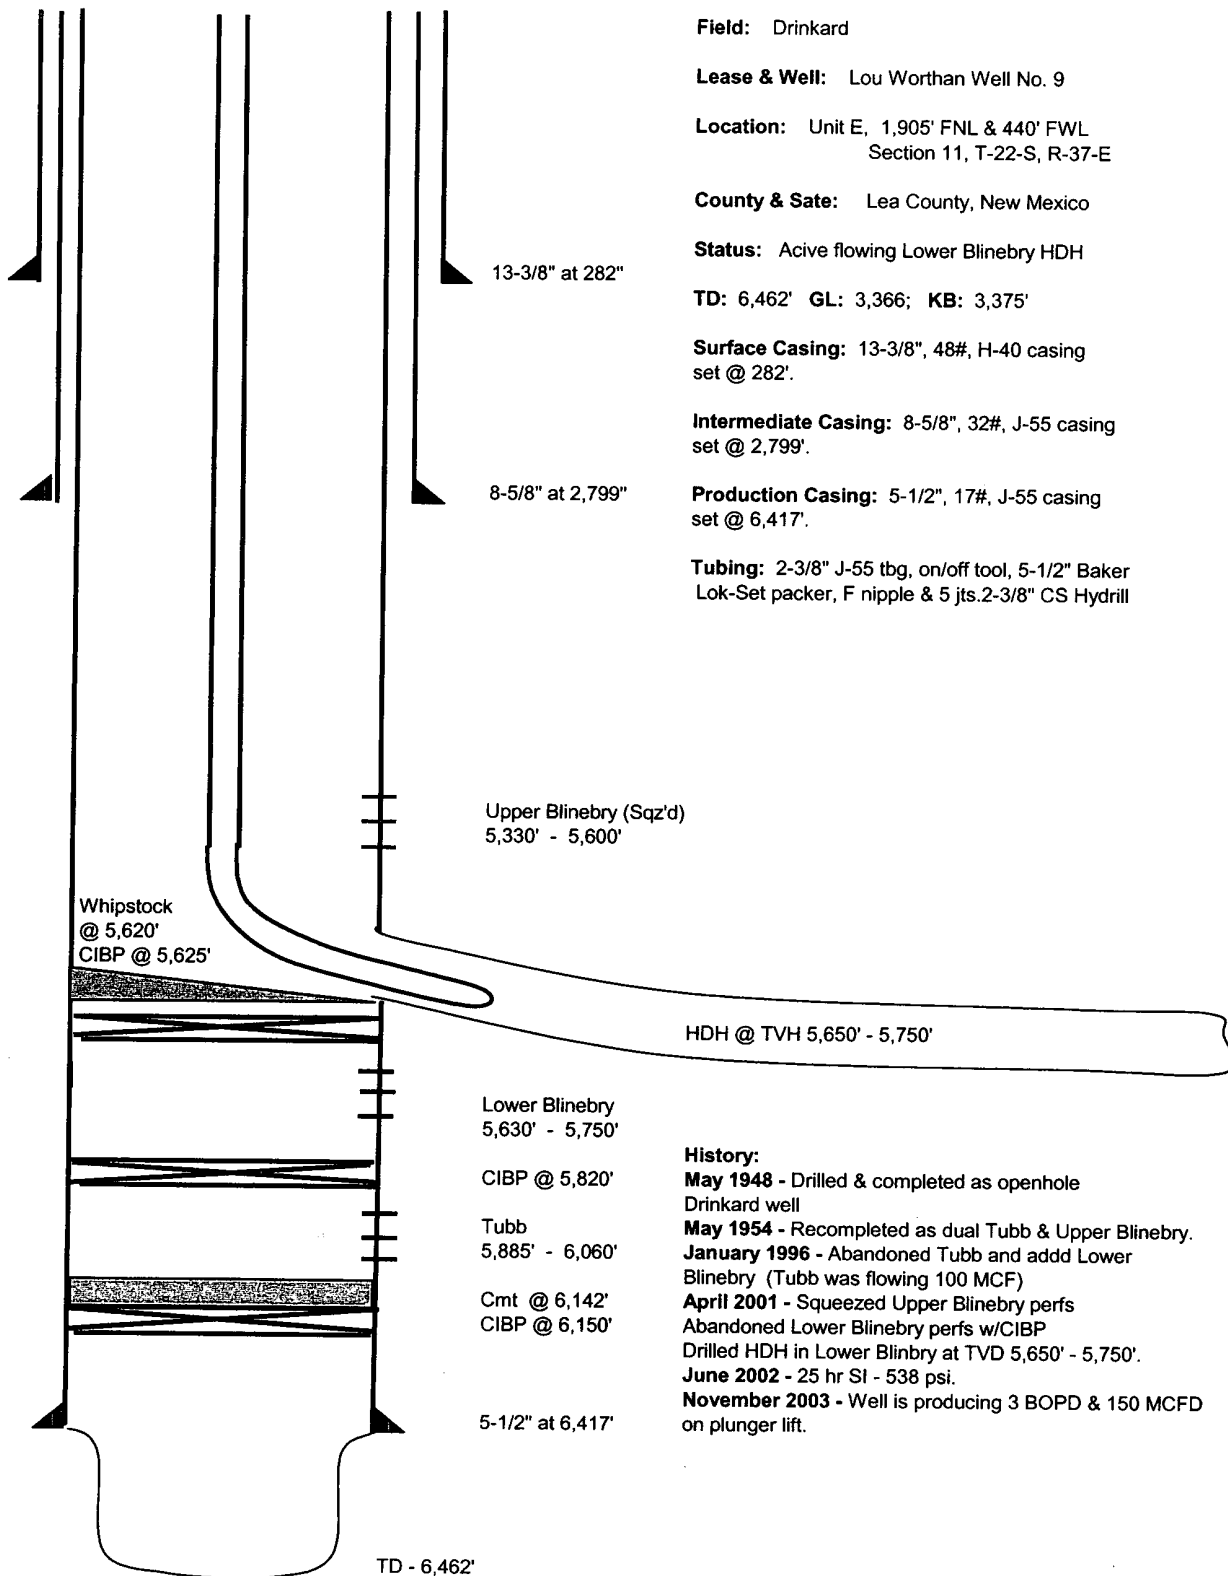 Field: Drinkard
Lease & Well: Lou Worthan Well No. 9
Location: Unit E, 1,905' FNL & 440' FWL
Section 11, T-22-S, R-37-E
County & Sate: Lea County, New Mexico
Status: Acive flowing Lower Blinebry HDH
TD: 6,462' GL: 3,366; KB: 3,375'
Surface Casing: 13-3/8", 48#, H-40 casing
set @ 282'.
Intermediate Casing: 8-5/8", 32#, J-55 casing
set @ 2,799'.
Production Casing: 5-1/2", 17#, J-55 casing
set @ 6,417'.
Tubing: 2-3/8" J-55 tbg, on/off tool, 5-1/2" Baker
Lok-Set packer, F nipple & 5 jts.2-3/8" CS Hydrill
13-3/8" at 282"
8-5/8" at 2,799"
Upper Blinebry (Sqz'd)
5,330' - 5,600'
Whipstock
@ 5,620'
CIBP @ 5,625'
HDH @ TVH 5,650' - 5,750'
Lower Blinebry
5,630' - 5,750'
CIBP @ 5,820'
Tubb
5,885' - 6,060'
Cmt @ 6,142'
CIBP @ 6,150'
5-1/2" at 6,417'
TD - 6,462'
History:
May 1948 - Drilled & completed as openhole
Drinkard well
May 1954 - Recompleted as dual Tubb & Upper Blinebry.
January 1996 - Abandoned Tubb and addd Lower
Blinebry (Tubb was flowing 100 MCF)
April 2001 - Squeezed Upper Blinebry perfs
Abandoned Lower Blinebry perfs w/CIBP
Drilled HDH in Lower Blinbry at TVD 5,650' - 5,750'.
June 2002 - 25 hr SI - 538 psi.
November 2003 - Well is producing 3 BOPD & 150 MCFD
on plunger lift.